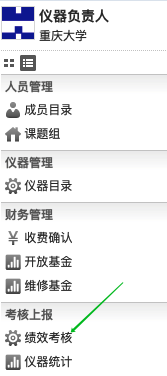 仪器负责人
重庆大学
人员管理
成员目录
课题组
仪器管理
仪器目录
财务管理
收费确认
开放基金
维修基金
考核上报
绩效考核
仪器统计